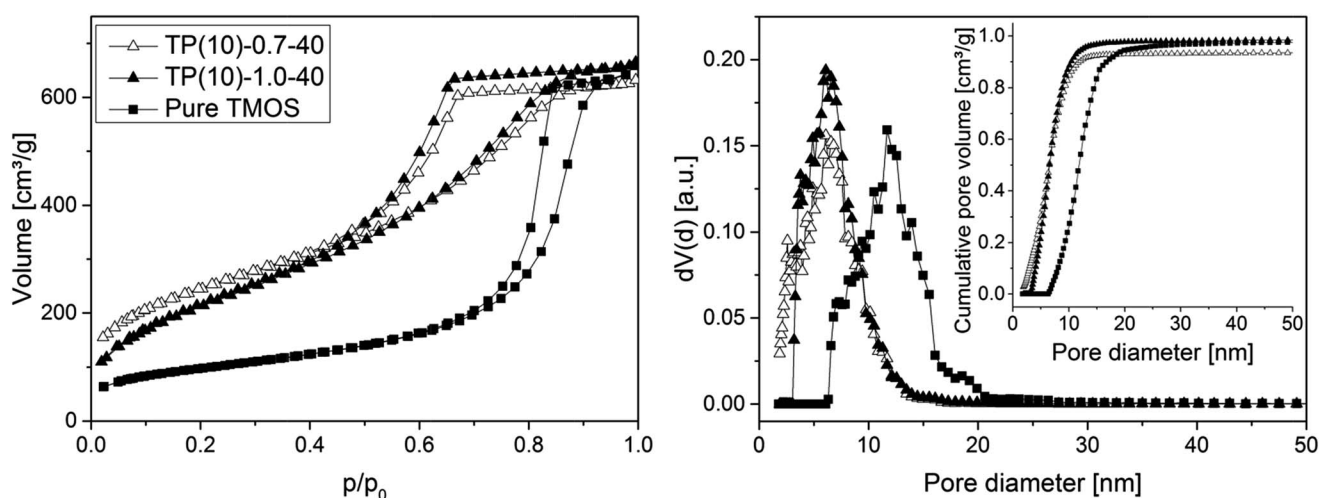 TP(10)-0.7-40
TP(10)-1.0-40
Pure TMOS
Volume [cm³/g]
800
600
400
200
0
0.0 0.2 0.4 0.6 0.8 1.0
p/p₀
dV(d) [a.u.]
0.20
0.15
0.10
0.05
0.00
0 10 20 30 40 50
Pore diameter [nm]
Cumulative pore volume [cm³/g]
1.0
0.8
0.6
0.4
0.2
0.0
0 10 20 30 40 50
Pore diameter [nm]